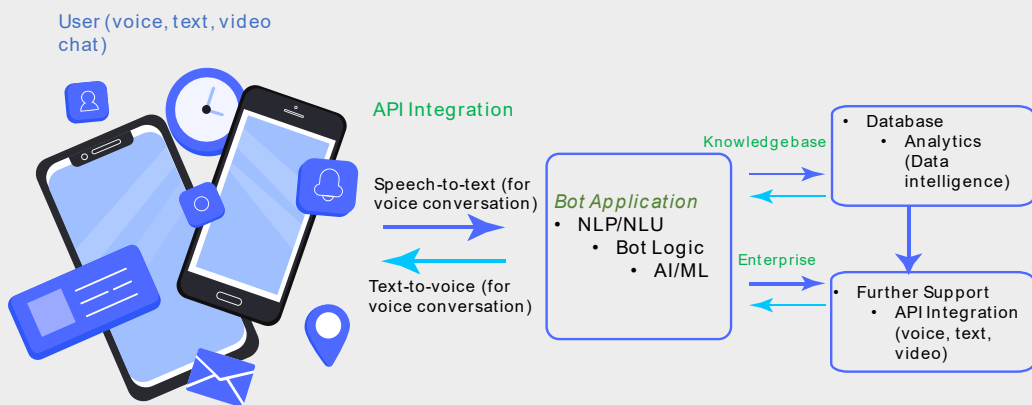 User (voice, text, video
chat)
API Integration
Speech-to-text (for
voice conversation)
Text-to-voice (for
voice conversation)
Bot Application
• NLP/NLU
• Bot Logic
• AI/ML
Knowledgebase
Enterprise
• Database
• Analytics
(Data
intelligence)
• Further Support
• API Integration
(voice, text,
video)